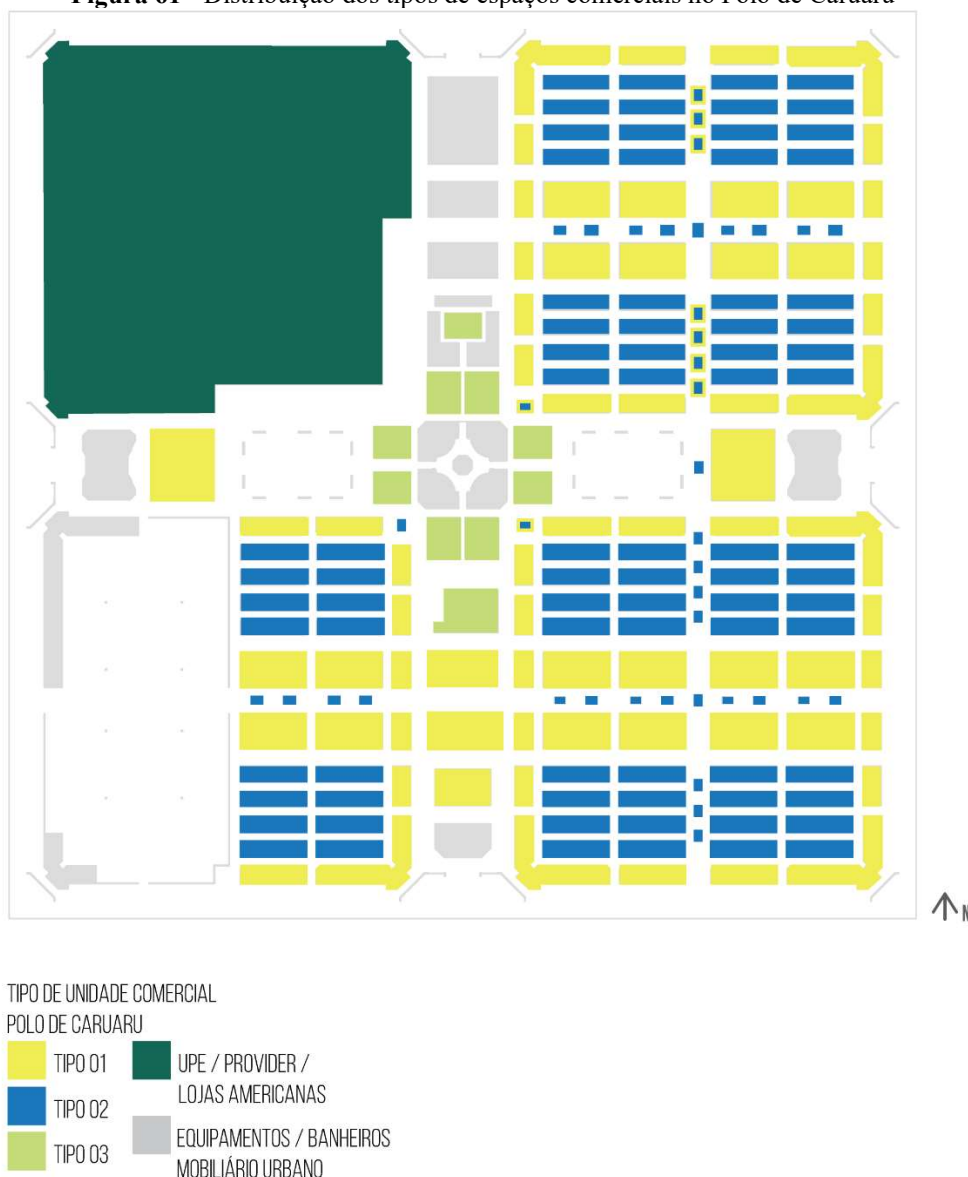 Figura 61 - Distribuição dos tipos de espaços comerciais no Polo de Caruaru
N
TIPO DE UNIDADE COMERCIAL
POLO DE CARUARU
TIPO 01
TIPO 02
TIPO 03
UPE / PROVIDER /
LOJAS AMERICANAS
EQUIPAMENTOS / BANHEIROS
MOBILIÁRIO URBANO